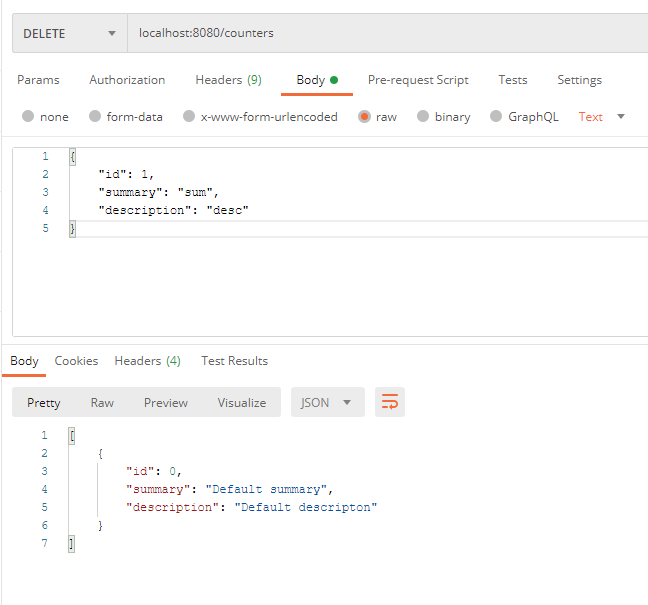 DELETE localhost:8080/counters
Params Authorization Headers (9) Body Pre-request Script Tests Settings
none form-data x-www-form-urlencoded raw binary GraphQL Text
1 {
2 "id": 1,
3 "summary": "sum",
4 "description": "desc"
5 }
Body Cookies Headers (4) Test Results
Pretty Raw Preview Visualize JSON
1 [
2 {
3 "id": 0,
4 "summary": "Default summary",
5 "description": "Default descripton"
6 }
7 ]